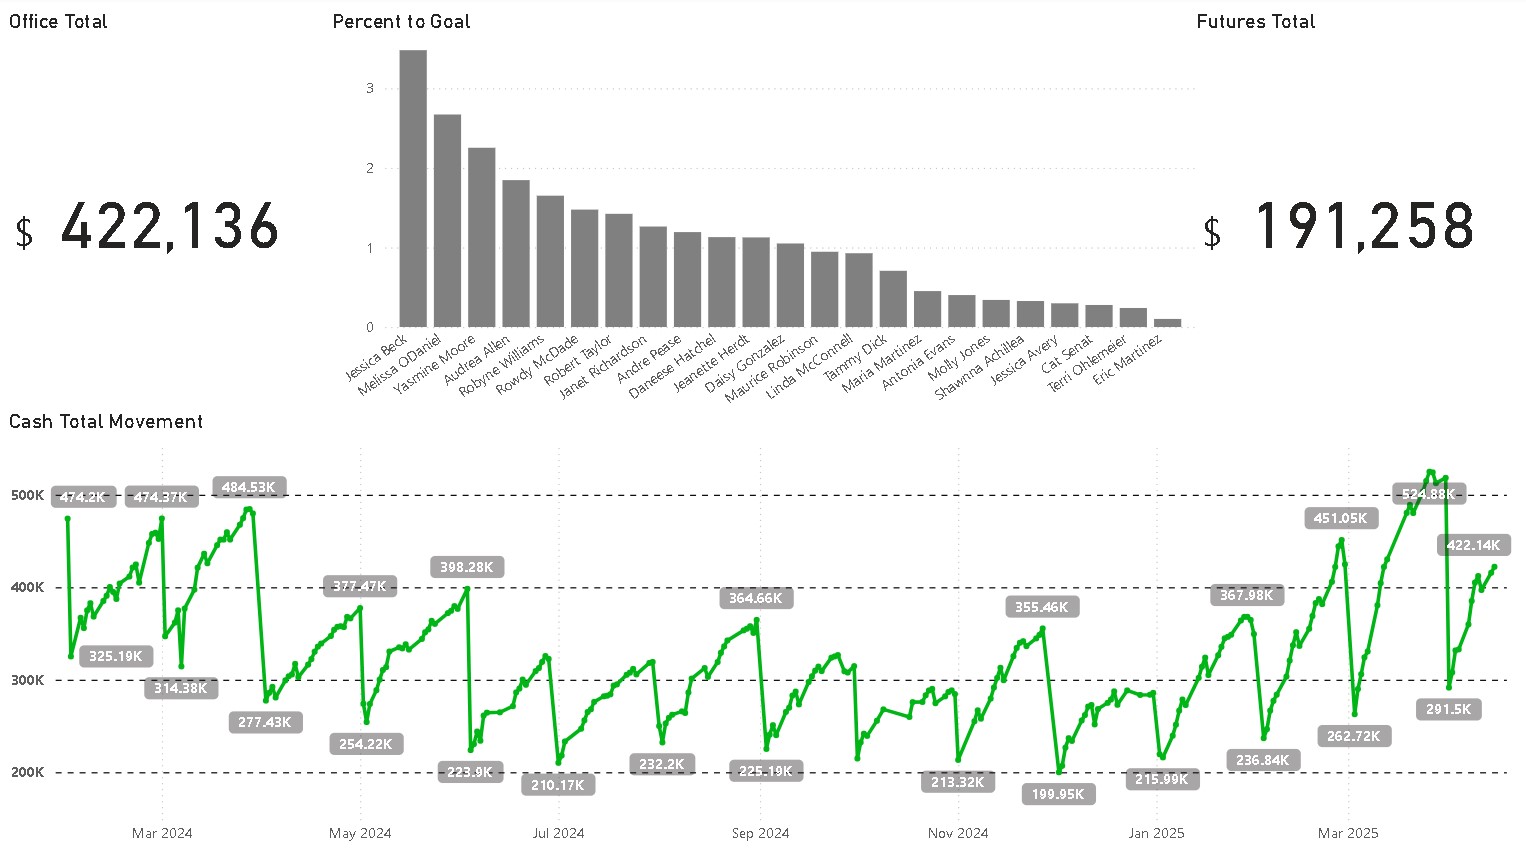 Office Total
Percent to Goal
Futures Total
3
2
1
0
$ 422,136
$ 191,258
Jessica Beck
Melissa ODaniel
Yasmine Moore
Audrea Allen
Robyne Williams
Rowdy McDade
Robert Taylor
Janet Richardson
Andre Pease
Daneese Hatchel
Jeanette Herdt
Daisy Gonzalez
Maurice Robinson
Linda McConnell
Tammy Dick
Maria Martinez
Antonia Evans
Molly Jones
Shawnna Achillea
Jessica Avery
Cat Senat
Terri Ohlemeier
Eric Martinez
Cash Total Movement
500K
400K
300K
200K
474.2K
325.19K
474.37K
314.38K
484.53K
277.43K
377.47K
254.22K
398.28K
223.9K
210.17K
232.2K
364.66K
225.19K
213.32K
355.46K
199.95K
215.99K
367.98K
236.84K
451.05K
262.72K
524.88K
291.5K
422.14K
Mar 2024
May 2024
Jul 2024
Sep 2024
Nov 2024
Jan 2025
Mar 2025